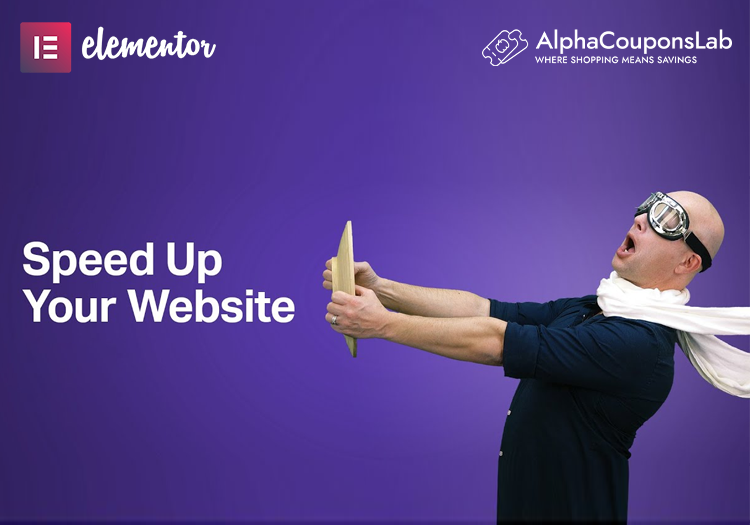 elementor
AlphaCouponsLab
WHERE SHOPPING MEANS SAVINGS
Speed Up
Your Website